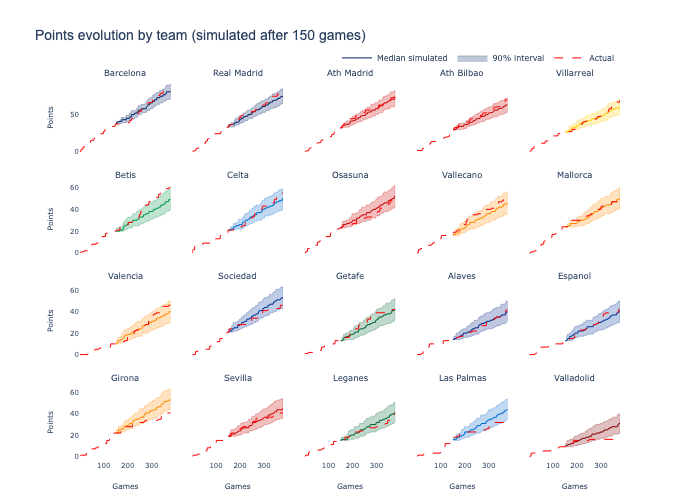 Points evolution by team (simulated after 150 games)
Median simulated 90% interval Actual
Barcelona Real Madrid Ath Madrid Ath Bilbao Villarreal
50
0
Points
Betis Celta Osasuna Vallecano Mallorca
60
40
20
0
Points
Valencia Sociedad Getafe Alaves Espanol
60
40
20
0
Points
Girona Sevilla Leganes Las Palmas Valladolid
60
40
20
0
Points
100 200 300 100 200 300 100 200 300 100 200 300 100 200 300
Games Games Games Games Games